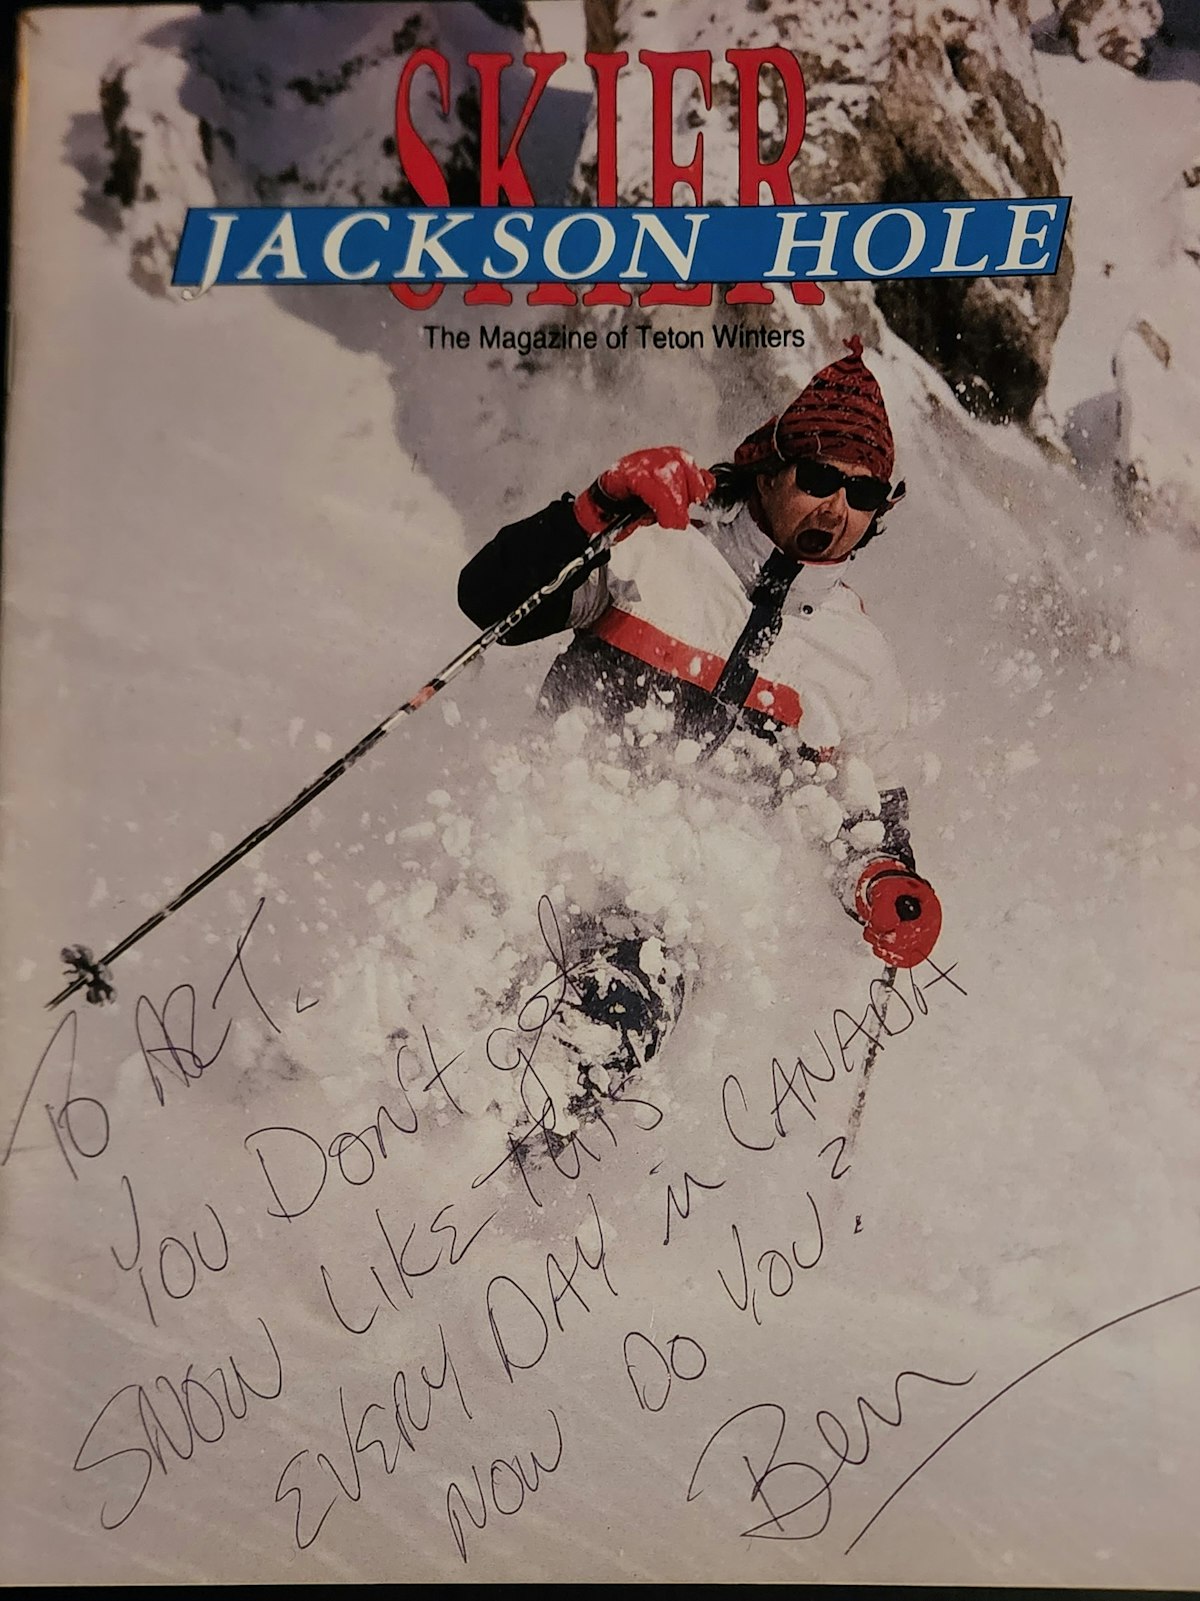 SKIER
JACKSON HOLE
The Magazine of Teton Winters
SCOTT
To ART.
You Don't get
SNOW LIKE THIS
EVERY DAY in CANADA
NOW DO YOU?
Ben